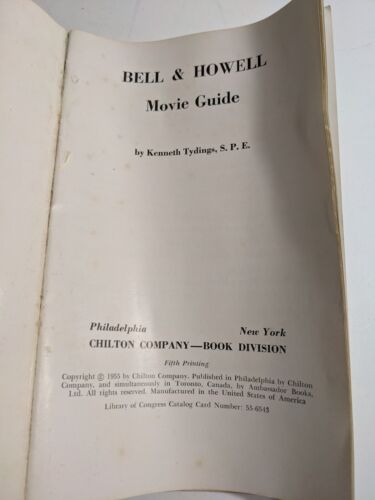 BELL & HOWELL
Movie Guide
by Kenneth Tydings, S. P. E.
Philadelphia New York
CHILTON COMPANY—BOOK DIVISION
Fifth Printing
Copyright © 1955 by Chilton Company. Published in Philadelphia by Chilton
Company, and simultaneously in Toronto, Canada, by Ambassador Books,
Ltd. All rights reserved. Manufactured in the United States of America
Library of Congress Catalog Card Number: 55-6543